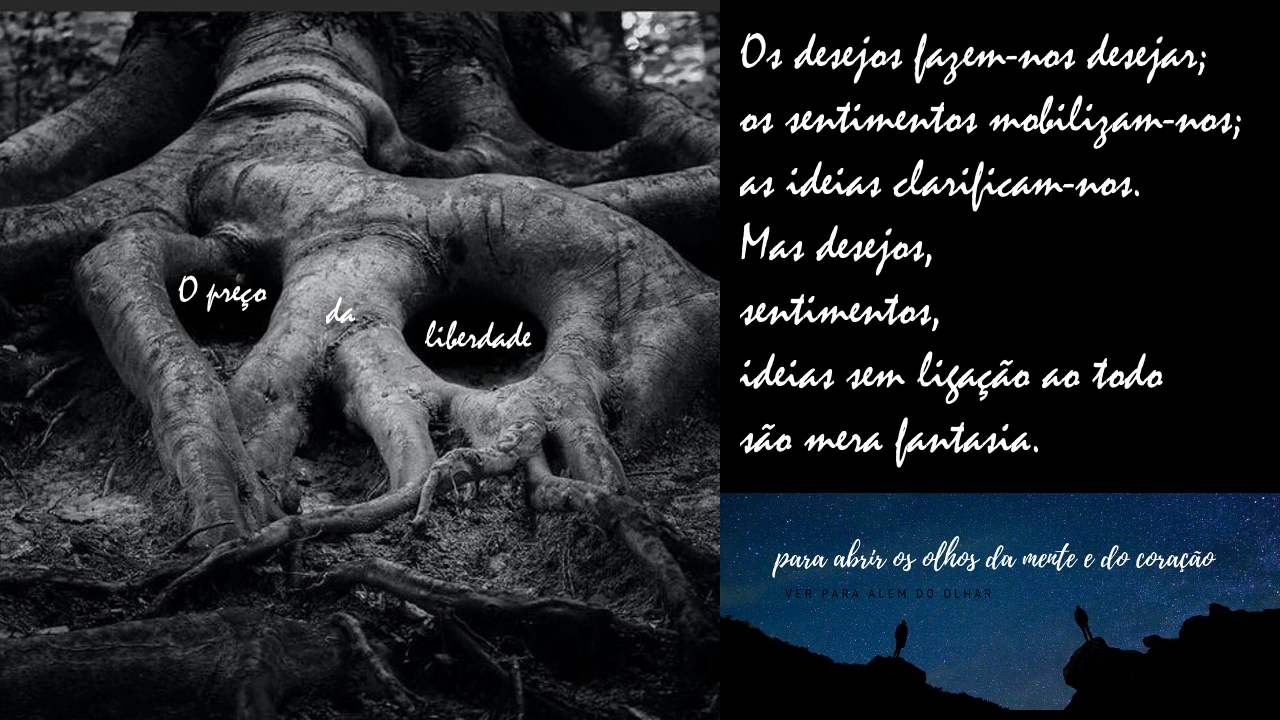 O preço
da
liberdade
Os desejos fazem-nos desejar;
os sentimentos mobilizam-nos;
as ideias clarificam-nos.
Mas desejos,
sentimentos,
ideias sem ligação ao todo
são mera fantasia.
para abrir os olhos da mente e do coração
VER PARA ALÉM DO OLHAR